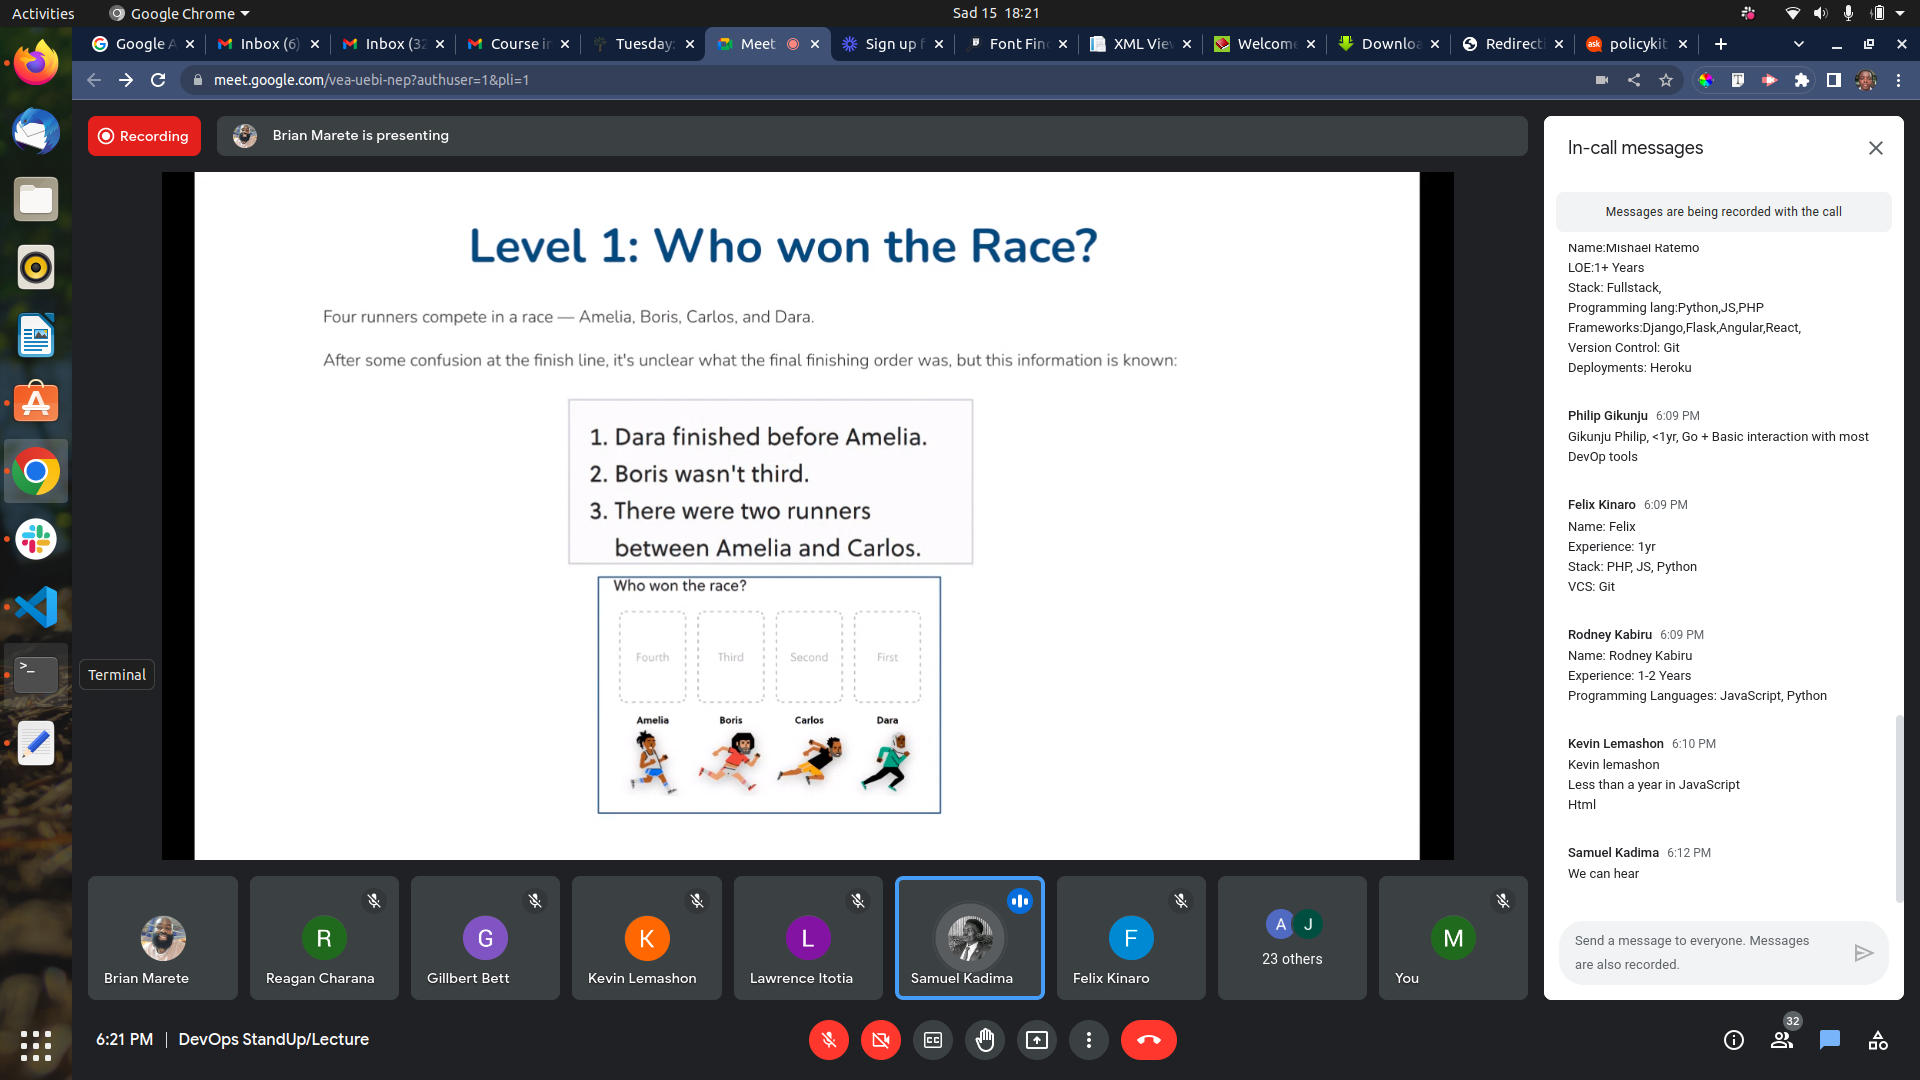 Activities
Google Chrome
Sad 15 18:21
Google A
Inbox (6)
Inbox (32
Course in
Tuesday:
Meet
Sign up f
Font Find
XML View
Welcome
Downloa
Redirecti
policykit
meet.google.com/vea-uebi-nep?authuser=1&pli=1
Recording
Brian Marete is presenting
Level 1: Who won the Race?
Four runners compete in a race — Amelia, Boris, Carlos, and Dara.
After some confusion at the finish line, it's unclear what the final finishing order was, but this information is known:
1. Dara finished before Amelia.
2. Boris wasn't third.
3. There were two runners
between Amelia and Carlos.
Who won the race?
Fourth Third Second First
Amelia Boris Carlos Dara
Terminal
In-call messages
Messages are being recorded with the call
Name:Mishael Ratemo
LOE:1+ Years
Stack: Fullstack,
Programming lang:Python,JS,PHP
Frameworks:Django,Flask,Angular,React,
Version Control: Git
Deployments: Heroku
Philip Gikunju 6:09 PM
Gikunju Philip, <1yr, Go + Basic interaction with most
DevOp tools
Felix Kinaro 6:09 PM
Name: Felix
Experience: 1yr
Stack: PHP, JS, Python
VCS: Git
Rodney Kabiru 6:09 PM
Name: Rodney Kabiru
Experience: 1-2 Years
Programming Languages: JavaScript, Python
Kevin Lemashon 6:10 PM
Kevin lemashon
Less than a year in JavaScript
Html
Samuel Kadima 6:12 PM
We can hear
Send a message to everyone. Messages
are also recorded.
R
G
K
L
F
A J
M
Brian Marete
Reagan Charana
Gillbert Bett
Kevin Lemashon
Lawrence Itotia
Samuel Kadima
Felix Kinaro
23 others
You
6:21 PM | DevOps StandUp/Lecture
32